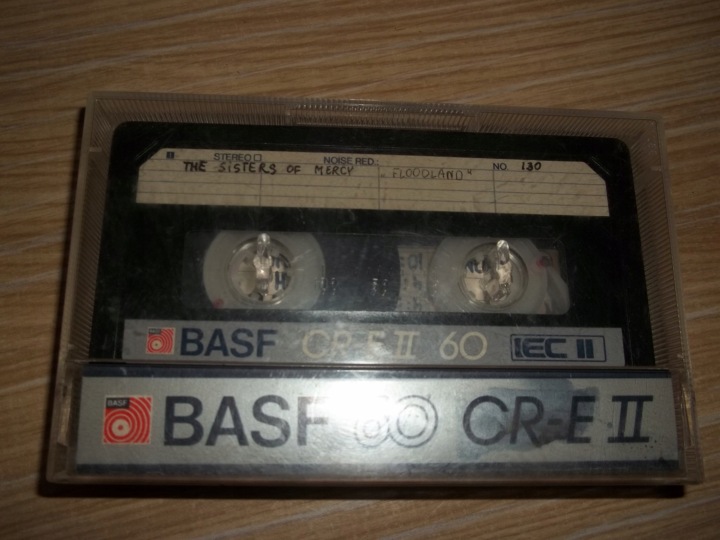 STEREO NOISE RED. NO 130
THE SISTERS OF MERCY "FLOODLAND"
BASF CR-E II 60 IEC II
BASF
BASF 60 CR-E II